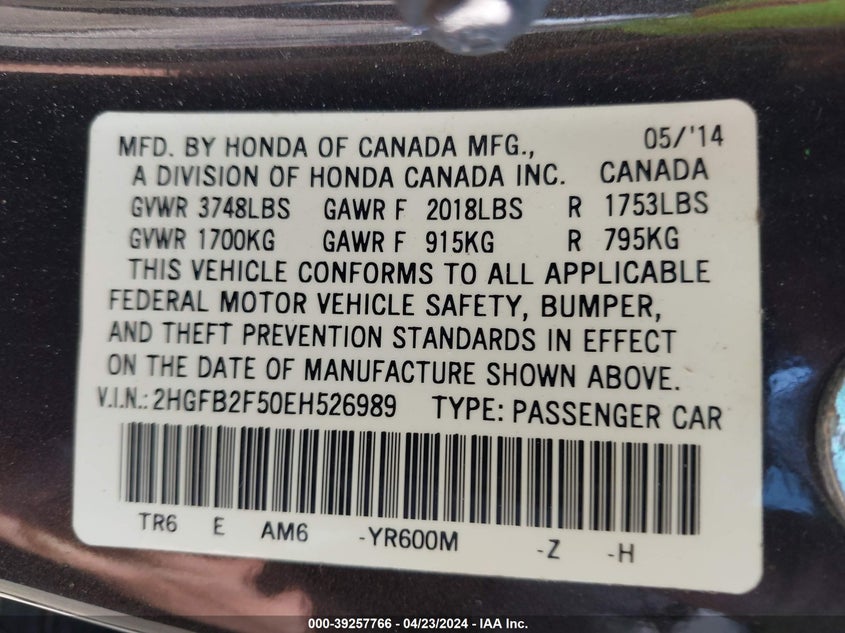 MFD. BY HONDA OF CANADA MFG., 05/'14
A DIVISION OF HONDA CANADA INC. CANADA
GVWR 3748LBS GAWR F 2018LBS R 1753LBS
GVWR 1700KG GAWR F 915KG R 795KG
THIS VEHICLE CONFORMS TO ALL APPLICABLE
FEDERAL MOTOR VEHICLE SAFETY, BUMPER,
AND THEFT PREVENTION STANDARDS IN EFFECT
ON THE DATE OF MANUFACTURE SHOWN ABOVE.
V.I.N.: 2HGFB2F50EH526989 TYPE: PASSENGER CAR
TR6 E AM6 -YR600M -Z -H
000-39257766 - 04/23/2024 - IAA Inc.